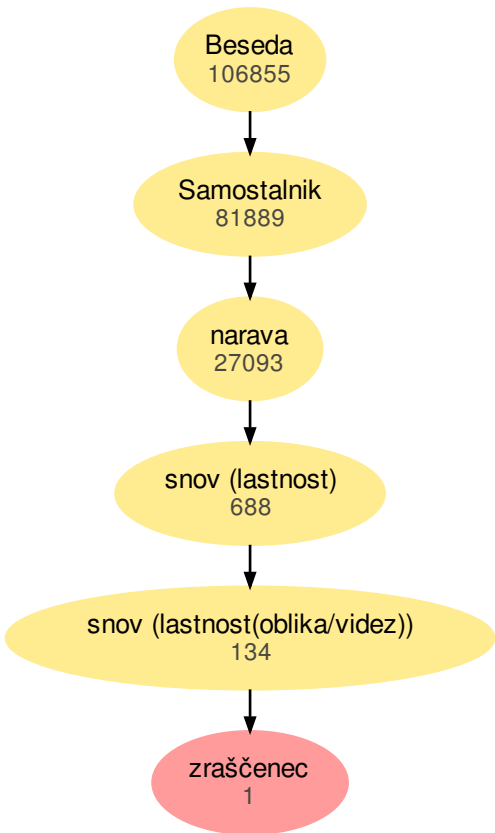 Beseda
106855
Samostalnik
81889
narava
27093
snov (lastnost)
688
snov (lastnost(oblika/videz))
134
zraščenec
1